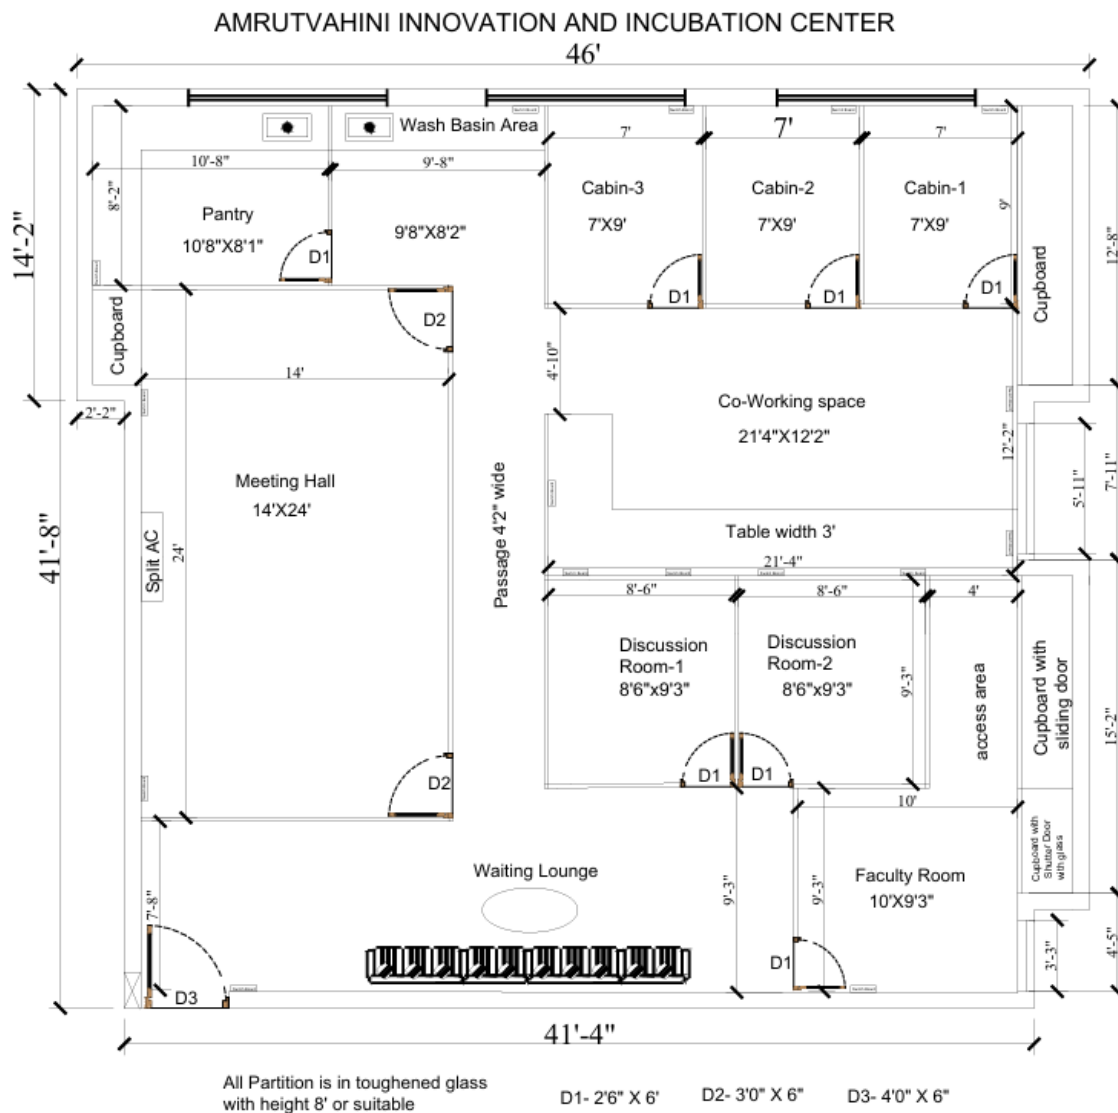 AMRUTVAHINI INNOVATION AND INCUBATION CENTER
46'
Wash Basin Area
7'
7'
7'
10'-8"
9'-8"
8'-2"
Cabin-3
Cabin-2
Cabin-1
Pantry
7'X9'
7'X9'
7'X9'
9'
10'8"X8'1"
9'8"X8'2"
14'-2"
12'-8"
D1
D1
D1
D1
Cupboard
D2
Cupboard
4'-10"
14'
2'-2"
Co-Working space
21'4"X12'2"
12'-2"
Meeting Hall
14'X24'
5'-11"
7'-11"
Passage 4'2" wide
Table width 3'
41'-8"
Split AC
24'
21'-4"
8'-6"
8'-6"
4'
Discussion
Room-1
8'6"x9'3"
Discussion
Room-2
8'6"x9'3"
9'-3"
access area
Cupboard with
sliding door
15'-2"
D2
D1
D1
10'
Cupboard with
Shutter Door
with glass
Waiting Lounge
9'-3"
9'-3"
Faculty Room
10'X9'3"
7'-8"
D1
3'-3"
4'-5"
D3
41'-4"
All Partition is in toughened glass
with height 8' or suitable
D1- 2'6" X 6'
D2- 3'0" X 6"
D3- 4'0" X 6"